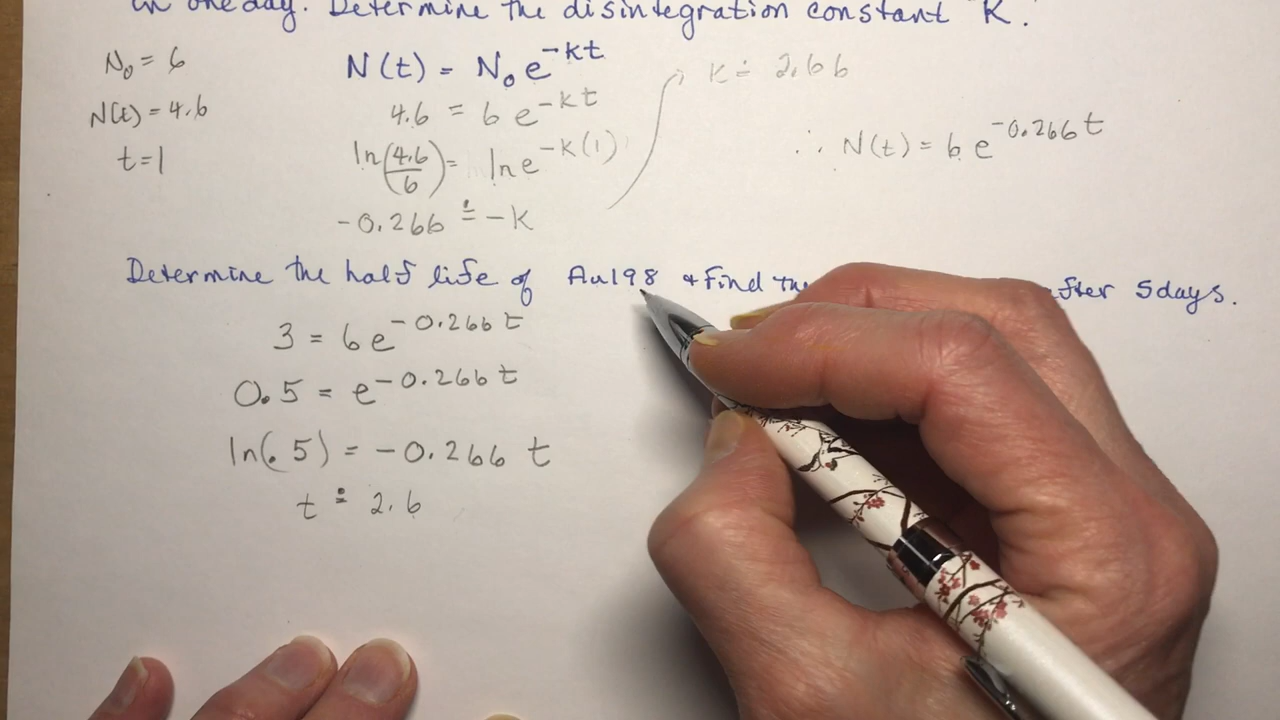 in one day. Determine the disintegration constant K.
N₀ = 6
N(t) = 4.6
t=1
N(t) = N₀e^-kt
4.6 = 6e^-kt
ln(4.6/6) = ln e^-k(1)
-0.266 ≐ -K
K ≐ 2.66
∴ N(t) = 6e^-0.266t
Determine the half life of Au198 & find the after 5days.
3 = 6e^-0.266t
0.5 = e^-0.266t
ln(.5) = -0.266t
t ≐ 2.6